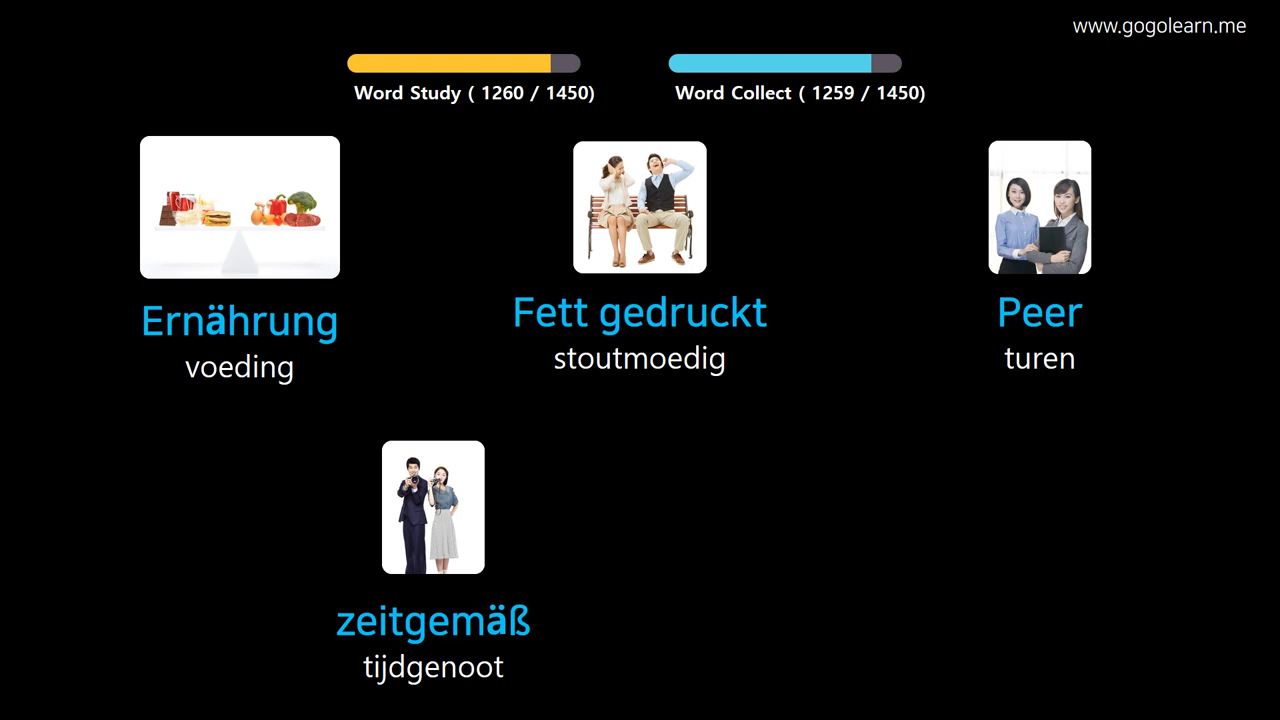 www.gogolearn.me
Word Study ( 1260 / 1450)
Word Collect ( 1259 / 1450)
Ernährung
voeding
Fett gedruckt
stoutmoedig
Peer
turen
zeitgemäß
tijdgenoot